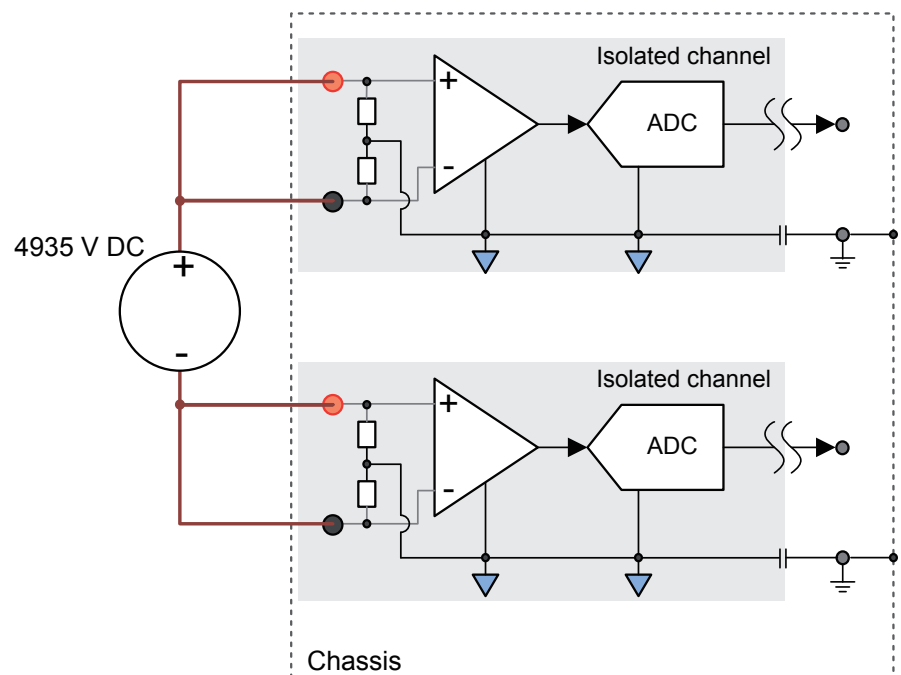 Isolated channel
+
ADC
-
4935 V DC
+
-
Isolated channel
+
ADC
-
Chassis